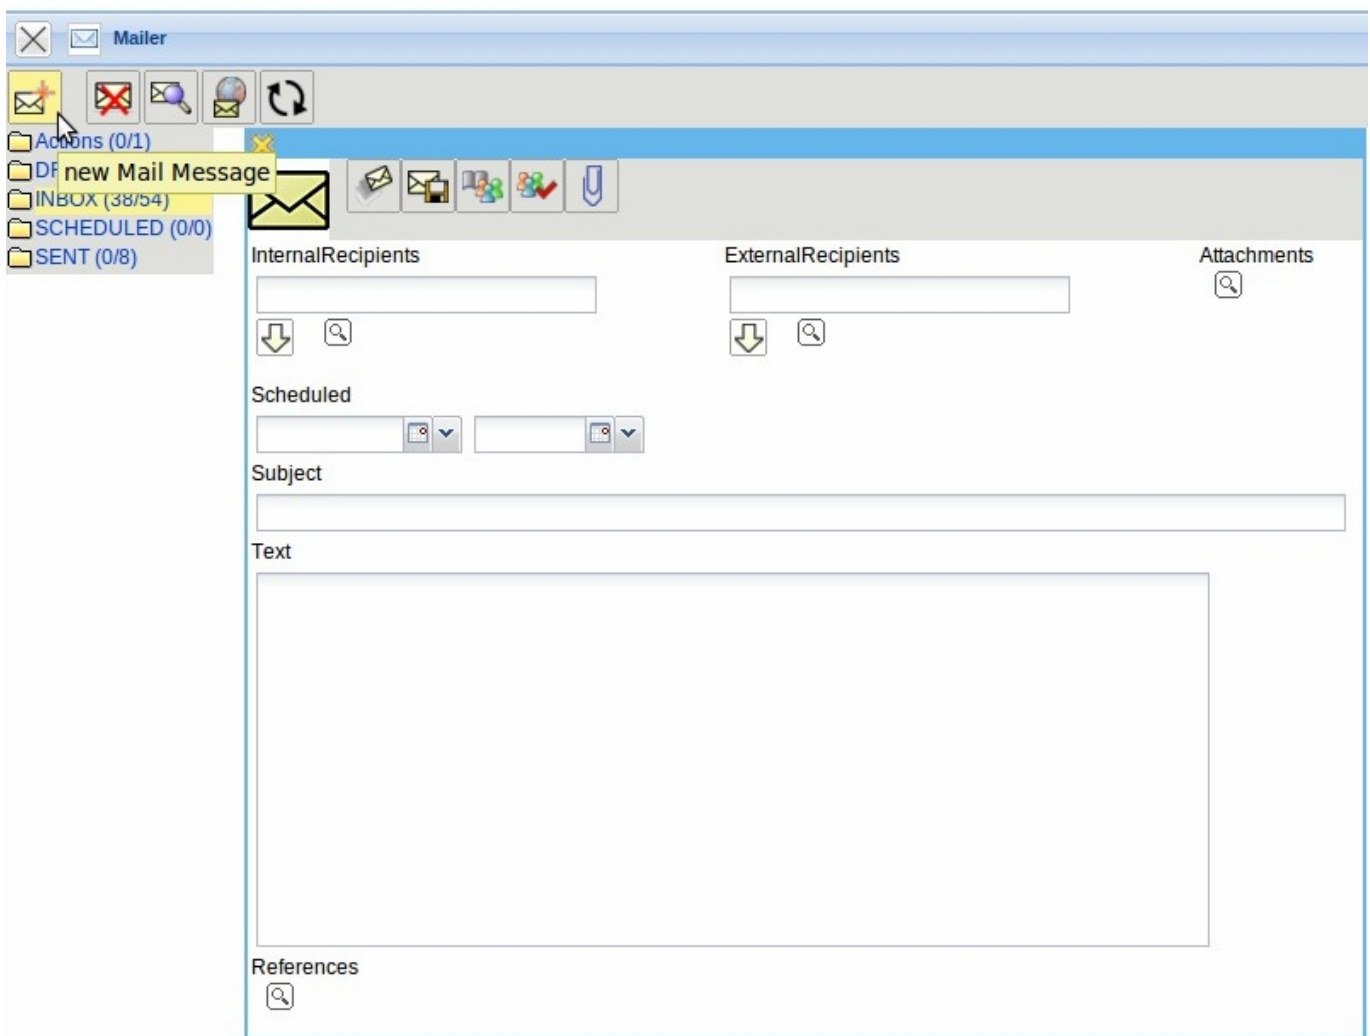 Mailer
Actions (0/1)
new Mail Message
INBOX (38/54)
SCHEDULED (0/0)
SENT (0/8)
InternalRecipients
ExternalRecipients
Attachments
Scheduled
Subject
Text
References